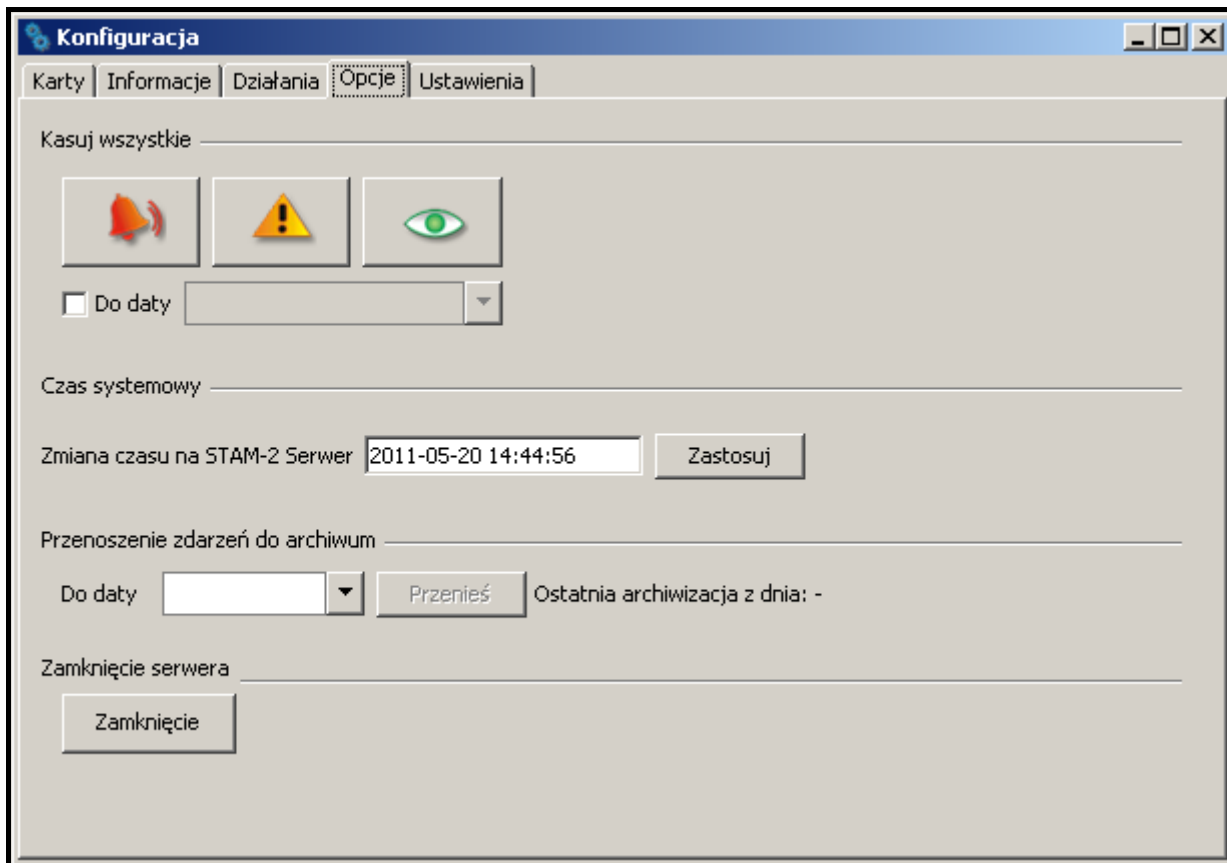 Konfiguracja
Karty Informacje Działania Opcje Ustawienia
Kasuj wszystkie
Do daty
Czas systemowy
Zmiana czasu na STAM-2 Serwer 2011-05-20 14:44:56 Zastosuj
Przenoszenie zdarzeń do archiwum
Do daty Przenieś Ostatnia archiwizacja z dnia: -
Zamknięcie serwera
Zamknięcie